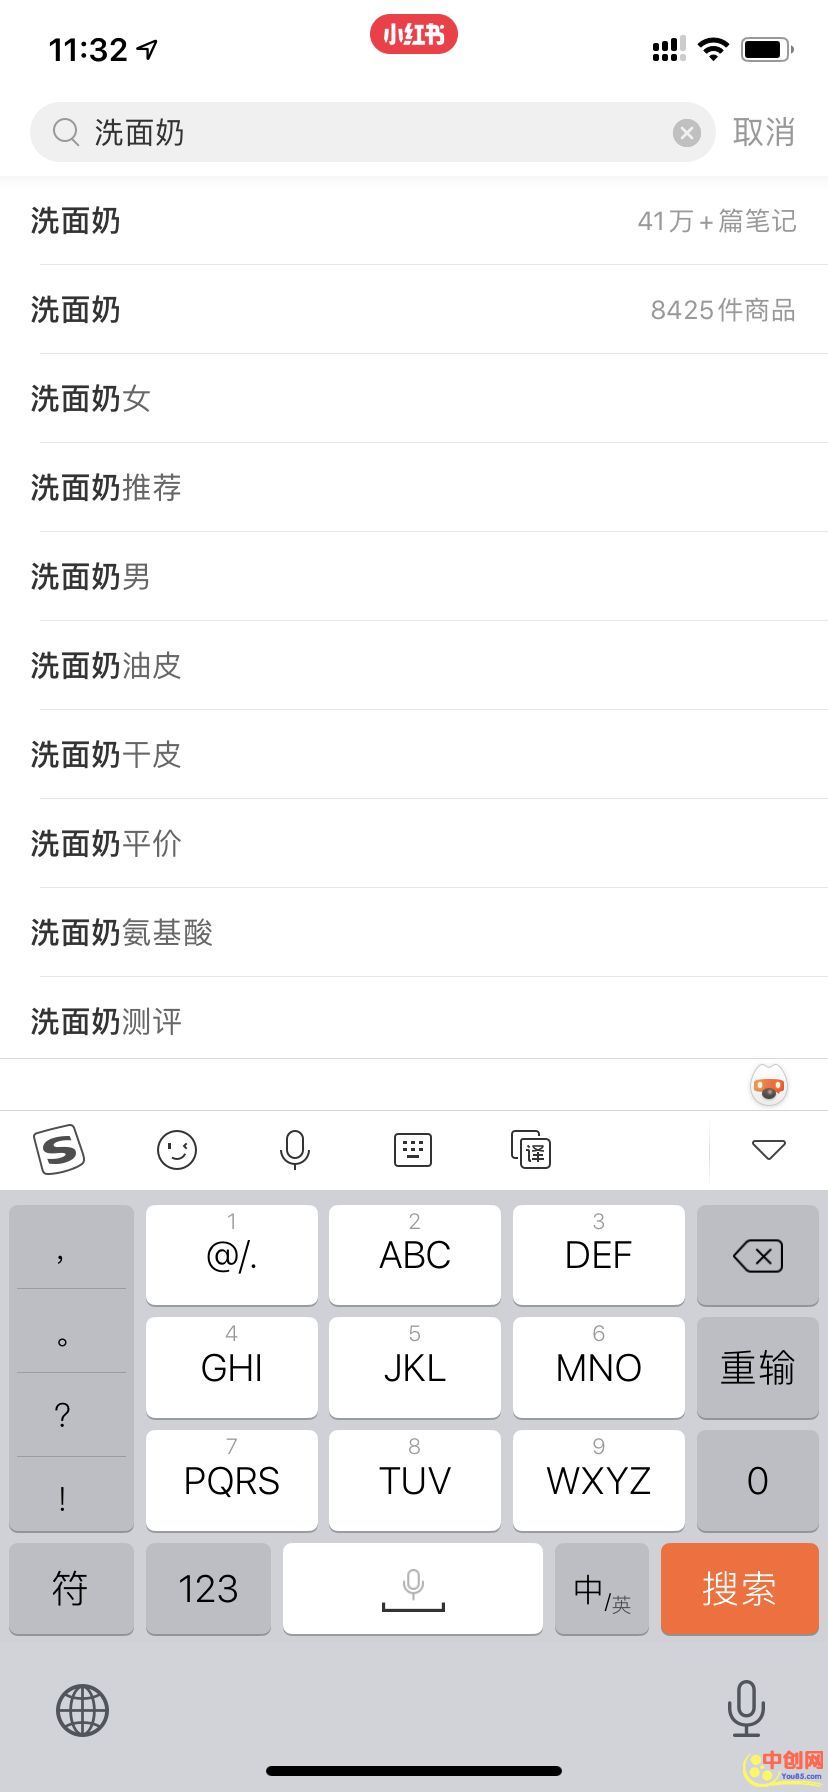 11:32
小红书
洗面奶
取消
洗面奶 41万+篇笔记
洗面奶 8425件商品
洗面奶女
洗面奶推荐
洗面奶男
洗面奶油皮
洗面奶干皮
洗面奶平价
洗面奶氨基酸
洗面奶测评
S
译
，
。
?
!
1
@/.
2
ABC
3
DEF
4
GHI
5
JKL
6
MNO
重输
7
PQRS
8
TUV
9
WXYZ
0
符
123
中/英
搜索
中创网
You85.com